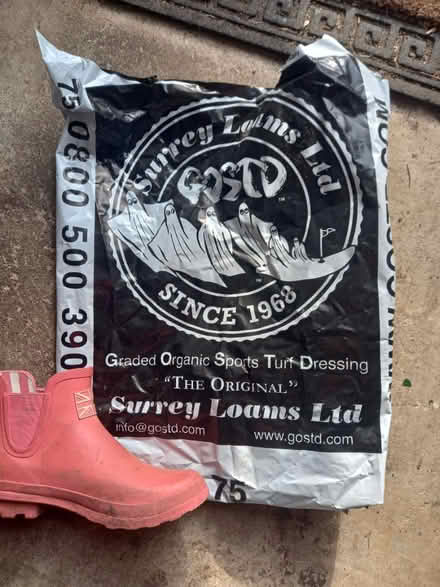 Surrey Loams Ltd
GOSTD
SINCE 1968
Graded Organic Sports Turf Dressing
"THE ORIGINAL"
Surrey Loams Ltd
info@gostd.com
www.gostd.com
75 0800 500 390
75